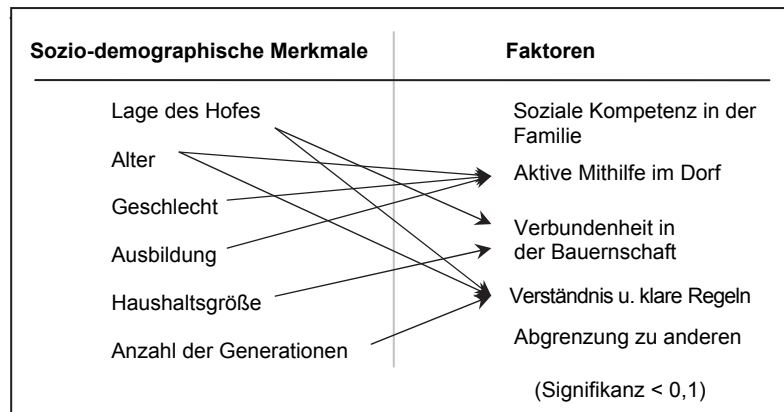 Sozio-demographische Merkmale
Faktoren
Lage des Hofes
Alter
Geschlecht
Ausbildung
Haushaltsgröße
Anzahl der Generationen
Soziale Kompetenz in der
Familie
Aktive Mithilfe im Dorf
Verbundenheit in
der Bauernschaft
Verständnis u. klare Regeln
Abgrenzung zu anderen
(Signifikanz < 0,1)